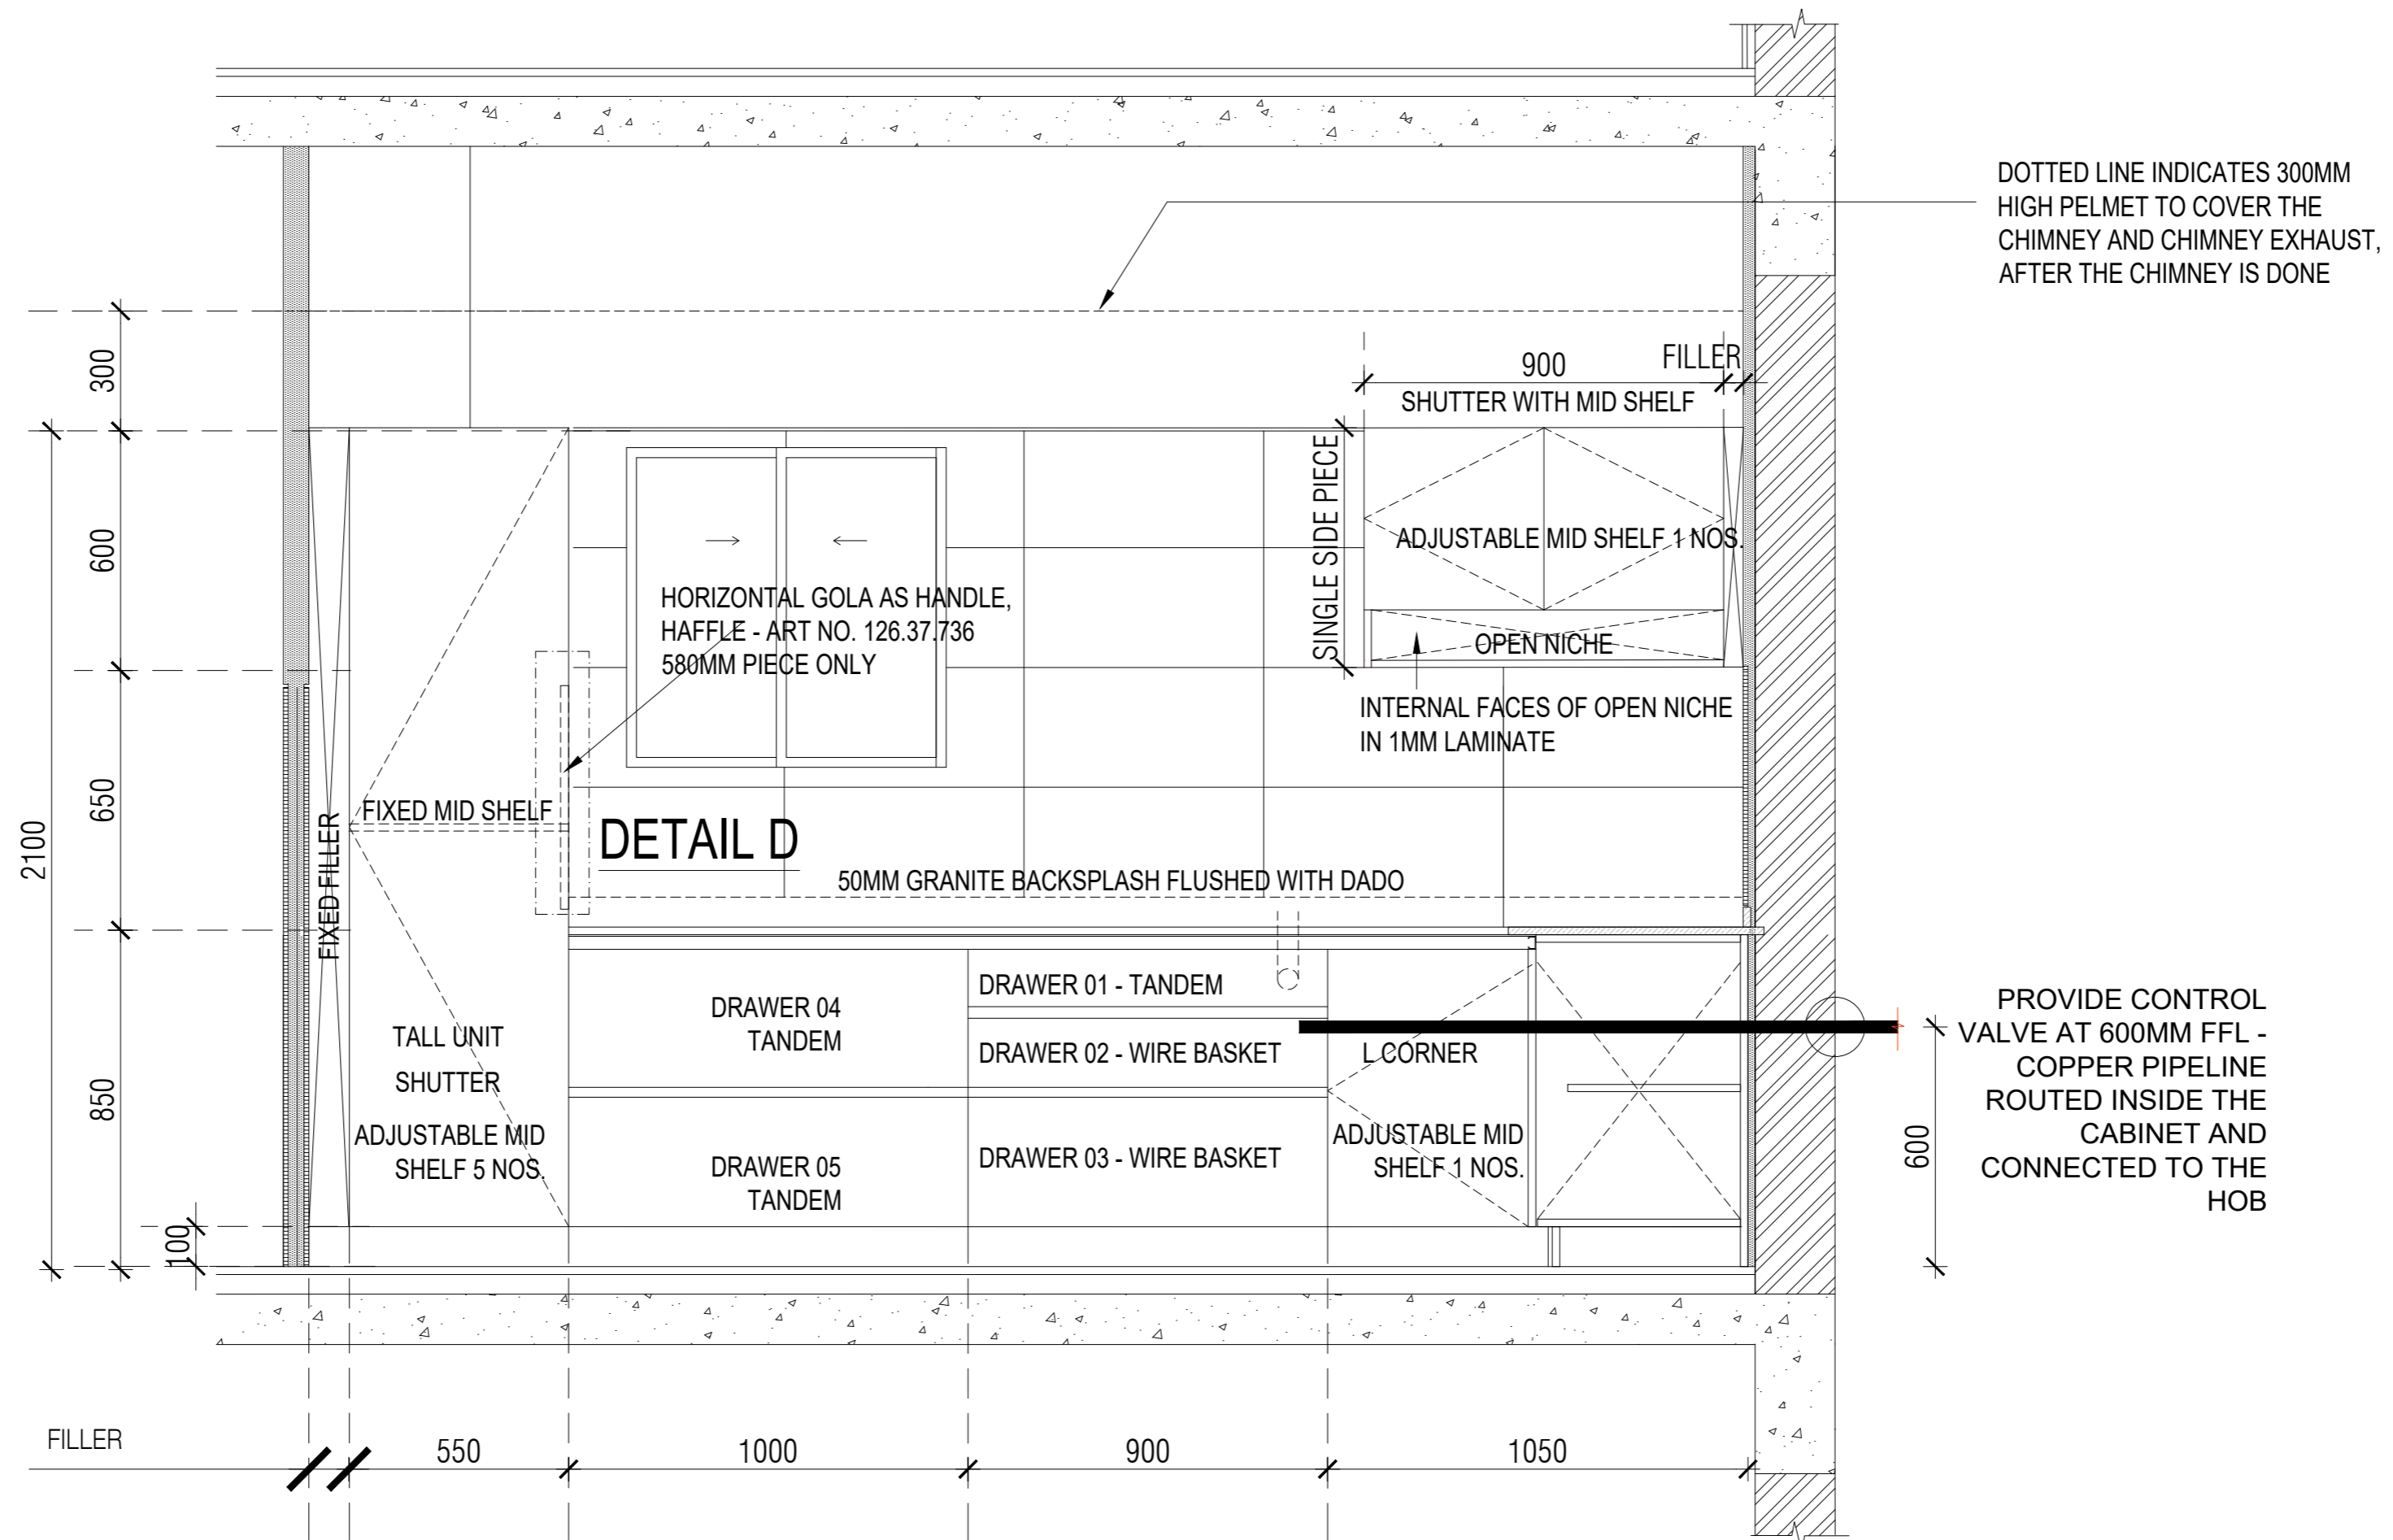 DOTTED LINE INDICATES 300MM
HIGH PELMET TO COVER THE
CHIMNEY AND CHIMNEY EXHAUST,
AFTER THE CHIMNEY IS DONE
300
900
FILLER
SHUTTER WITH MID SHELF
SINGLE SIDE PIECE
ADJUSTABLE MID SHELF 1 NOS.
600
HORIZONTAL GOLA AS HANDLE,
HAFFLE - ART NO. 126.37.736
580MM PIECE ONLY
OPEN NICHE
INTERNAL FACES OF OPEN NICHE
IN 1MM LAMINATE
650
2100
FIXED MID SHELF
FIXED FILLER
DETAIL D
50MM GRANITE BACKSPLASH FLUSHED WITH DADO
850
100
TALL UNIT
SHUTTER
ADJUSTABLE MID
SHELF 5 NOS.
DRAWER 04
TANDEM
DRAWER 05
TANDEM
DRAWER 01 - TANDEM
DRAWER 02 - WIRE BASKET
DRAWER 03 - WIRE BASKET
L CORNER
ADJUSTABLE MID
SHELF 1 NOS.
PROVIDE CONTROL
VALVE AT 600MM FFL -
COPPER PIPELINE
ROUTED INSIDE THE
CABINET AND
CONNECTED TO THE
HOB
600
FILLER
550
1000
900
1050